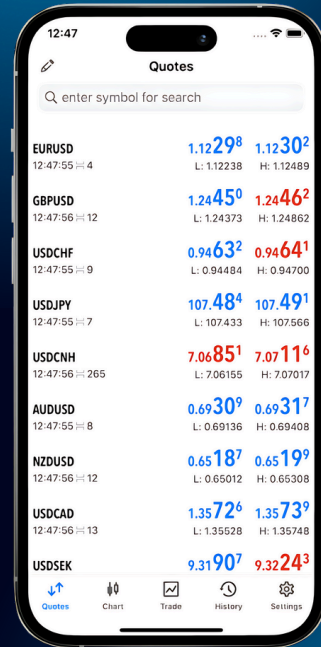 12:47
Quotes
enter symbol for search
EURUSD 1.12298 1.12302
12:47:55 4 L: 1.12238 H: 1.12489
GBPUSD 1.24450 1.24462
12:47:56 12 L: 1.24373 H: 1.24862
USDCHF 0.94632 0.94641
12:47:55 9 L: 0.94484 H: 0.94700
USDJPY 107.484 107.491
12:47:55 7 L: 107.433 H: 107.566
USDCNH 7.06851 7.07116
12:47:56 265 L: 7.06155 H: 7.07017
AUDUSD 0.69309 0.69317
12:47:55 8 L: 0.69136 H: 0.69408
NZDUSD 0.65187 0.65199
12:47:56 12 L: 0.65012 H: 0.65308
USDCAD 1.35726 1.35739
12:47:56 13 L: 1.35528 H: 1.35748
USDSEK 9.31907 9.32243
Quotes Chart Trade History Settings